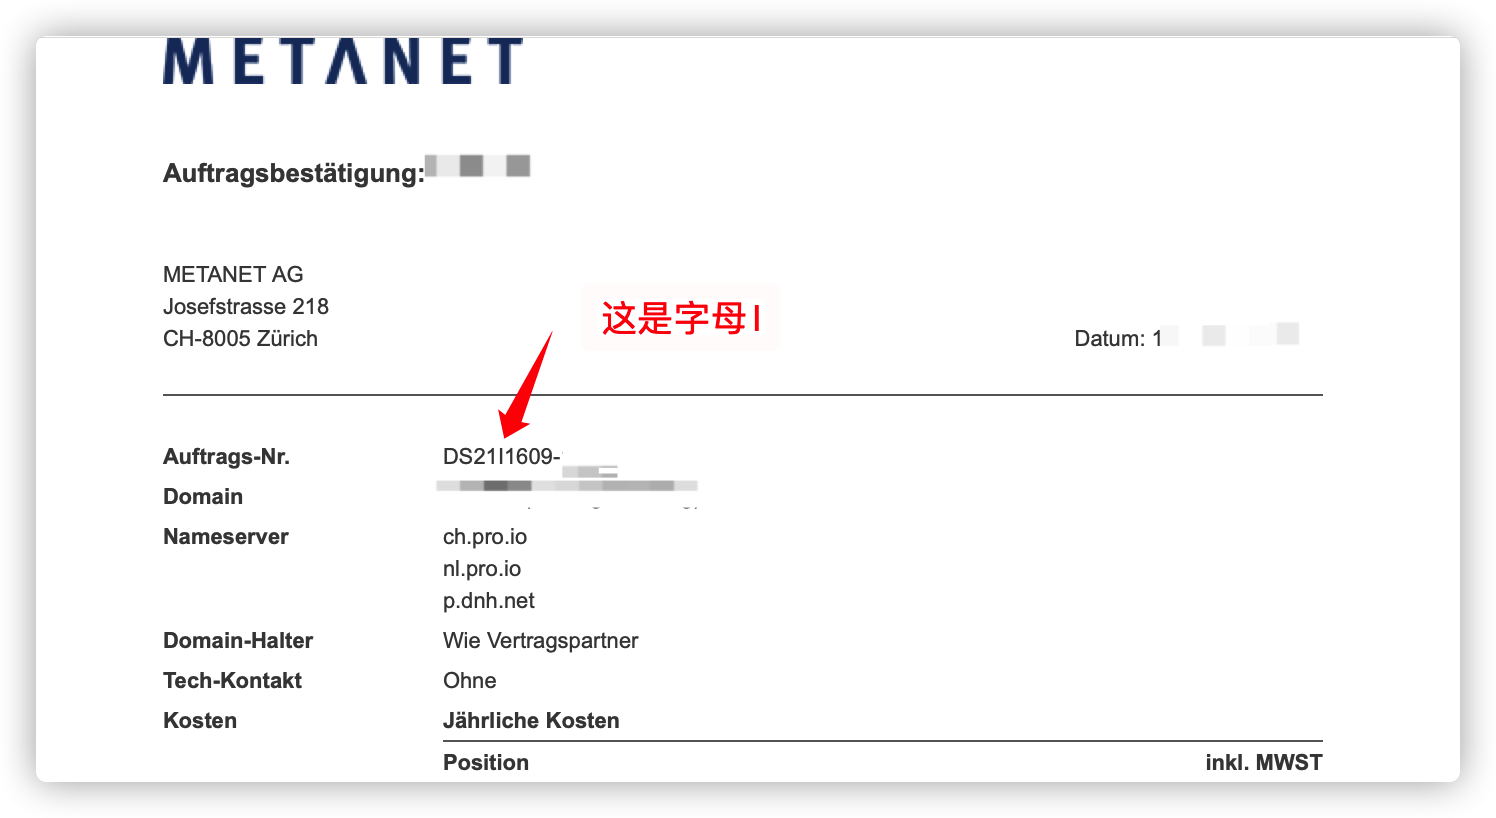 METANET
Auftragsbestätigung:
METANET AG
Josefstrasse 218
CH-8005 Zürich
这是字母I
Datum: 1
Auftrags-Nr. DS21I1609-
Domain
Nameserver ch.pro.io
nl.pro.io
p.dnh.net
Domain-Halter Wie Vertragspartner
Tech-Kontakt Ohne
Kosten Jährliche Kosten
Position inkl. MWST